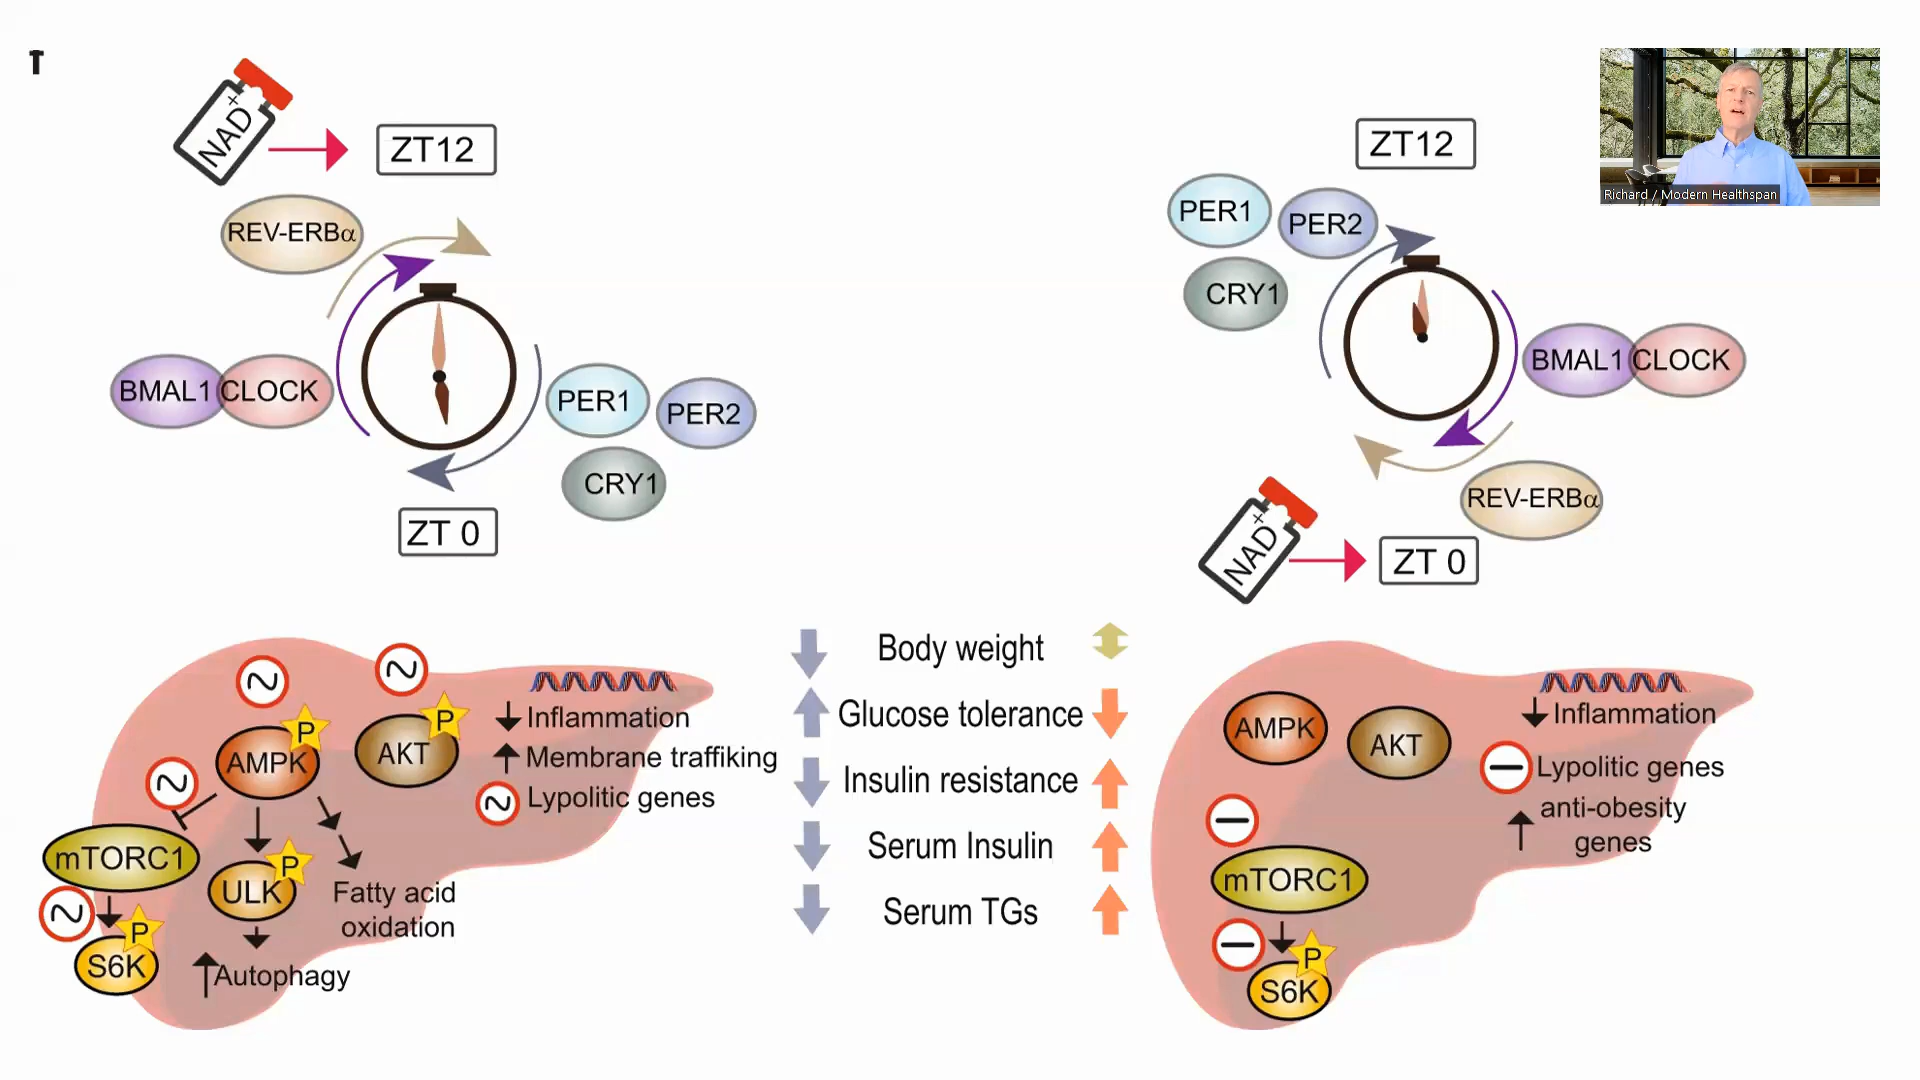 T
NAD+
ZT12
REV-ERBα
BMAL1 CLOCK
PER1
PER2
CRY1
ZT 0
ZT12
PER1
PER2
CRY1
BMAL1 CLOCK
REV-ERBα
NAD+
ZT 0
Richard / Modern Healthspan
P
AMPK
P
AKT
Inflammation
Membrane traffiking
Lypolitic genes
mTORC1
P
ULK
Fatty acid
oxidation
P
S6K
Autophagy
Body weight
Glucose tolerance
Insulin resistance
Serum Insulin
Serum TGs
AMPK
AKT
Inflammation
Lypolitic genes
anti-obesity
genes
mTORC1
P
S6K